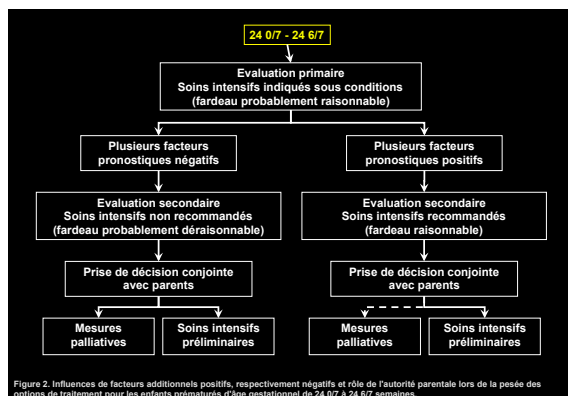 24 0/7 - 24 6/7
Evaluation primaire
Soins intensifs indiqués sous conditions
(fardeau probablement raisonnable)
Plusieurs facteurs
pronostiques négatifs
Plusieurs facteurs
pronostiques positifs
Evaluation secondaire
Soins intensifs non recommandés
(fardeau probablement déraisonnable)
Evaluation secondaire
Soins intensifs recommandés
(fardeau raisonnable)
Prise de décision conjointe
avec parents
Prise de décision conjointe
avec parents
Mesures
palliatives
Soins intensifs
préliminaires
Mesures
palliatives
Soins intensifs
préliminaires
Figure 2. Influences de facteurs additionnels positifs, respectivement négatifs et rôle de l'autorité parentale lors de la pesée des
options de traitement pour les enfants prématurés d'âge gestationnel de 24 0/7 à 24 6/7 semaines.